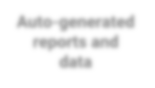 Auto-generated
reports and
data